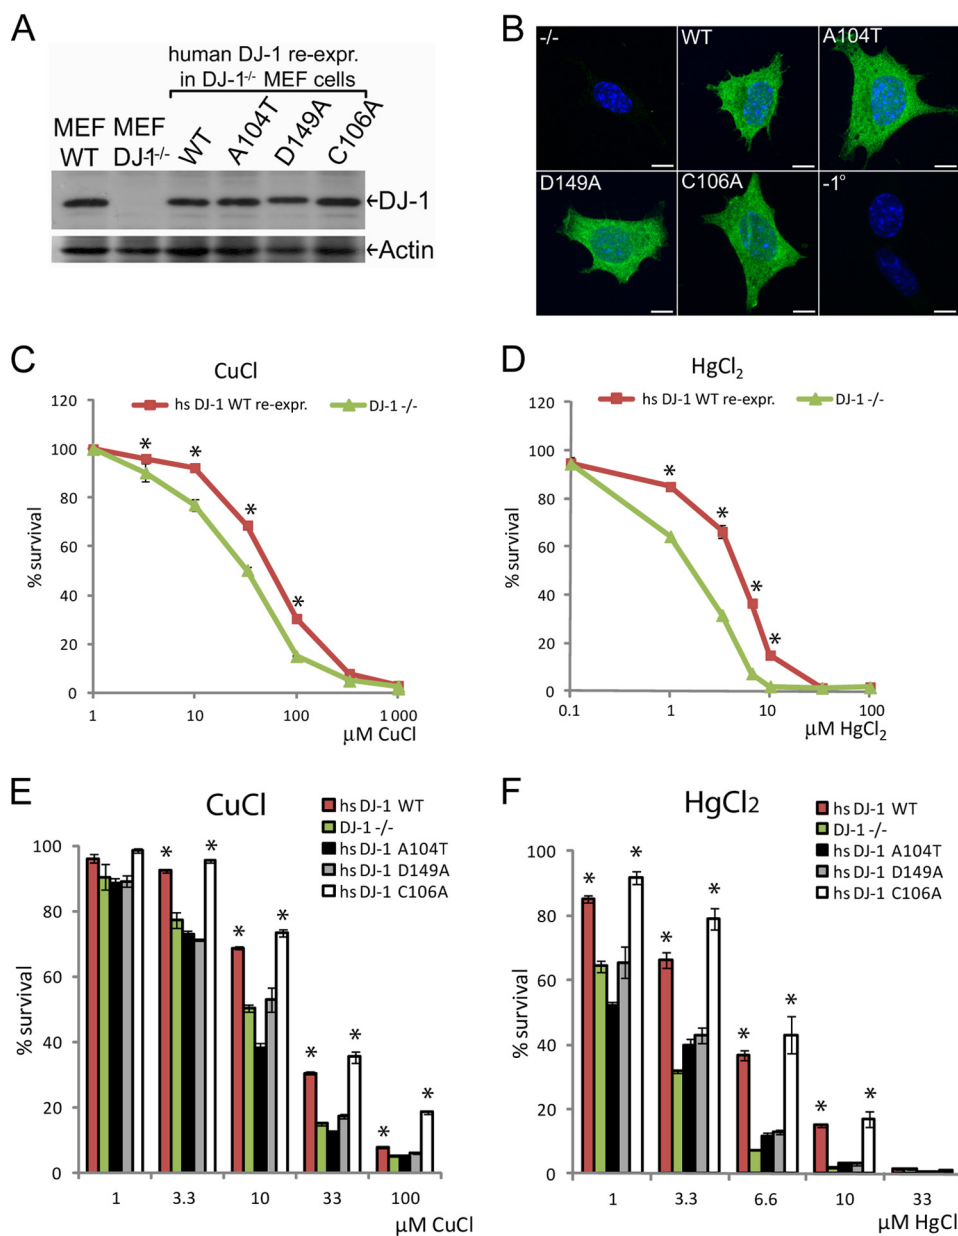 A
human DJ-1 re-expr.
in DJ-1-/- MEF cells
MEF WT
MEF DJ-1-/-
WT
A104T
D149A
C106A
←DJ-1
←Actin
B
-/-
WT
A104T
D149A
C106A
-1°
C
CuCl
hs DJ-1 WT re-expr.
DJ-1 -/-
% survival
120
100
80
60
40
20
0
* * * *
1 10 100 1000
µM CuCl
D
HgCl2
hs DJ-1 WT re-expr.
DJ-1 -/-
% survival
120
100
80
60
40
20
0
* * * *
0.1 1 10 100
µM HgCl2
E
CuCl
hs DJ-1 WT
DJ-1 -/-
hs DJ-1 A104T
hs DJ-1 D149A
hs DJ-1 C106A
% survival
100
80
60
40
20
0
* * * * * * * *
1 3.3 10 33 100
µM CuCl
F
HgCl2
hs DJ-1 WT
DJ-1 -/-
hs DJ-1 A104T
hs DJ-1 D149A
hs DJ-1 C106A
% survival
100
80
60
40
20
0
* * * * * * * *
1 3.3 6.6 10 33
µM HgCl